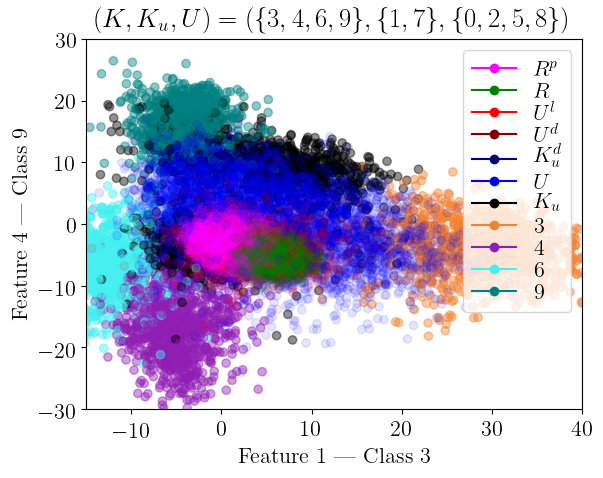 (K, K_u, U) = ({3, 4, 6, 9}, {1, 7}, {0, 2, 5, 8})
30
20
10
0
−10
−20
−30
Feature 4 — Class 9
R^p
R
U^l
U^d
K_u^d
U
K_u
3
4
6
9
−10 0 10 20 30 40
Feature 1 — Class 3